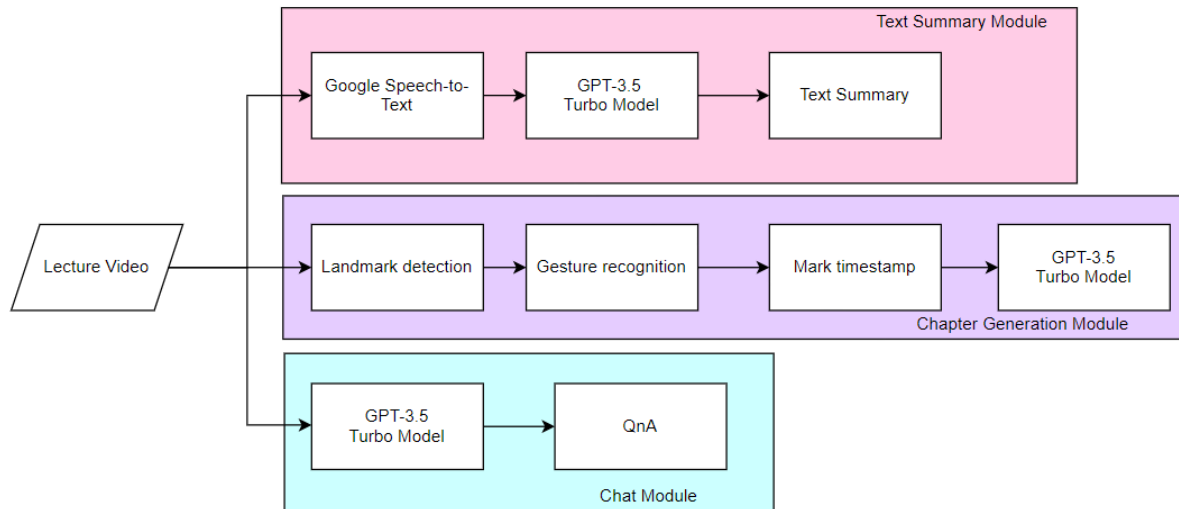 Text Summary Module
Google Speech-to-
Text
GPT-3.5
Turbo Model
Text Summary
Lecture Video
Landmark detection
Gesture recognition
Mark timestamp
GPT-3.5
Turbo Model
Chapter Generation Module
GPT-3.5
Turbo Model
QnA
Chat Module